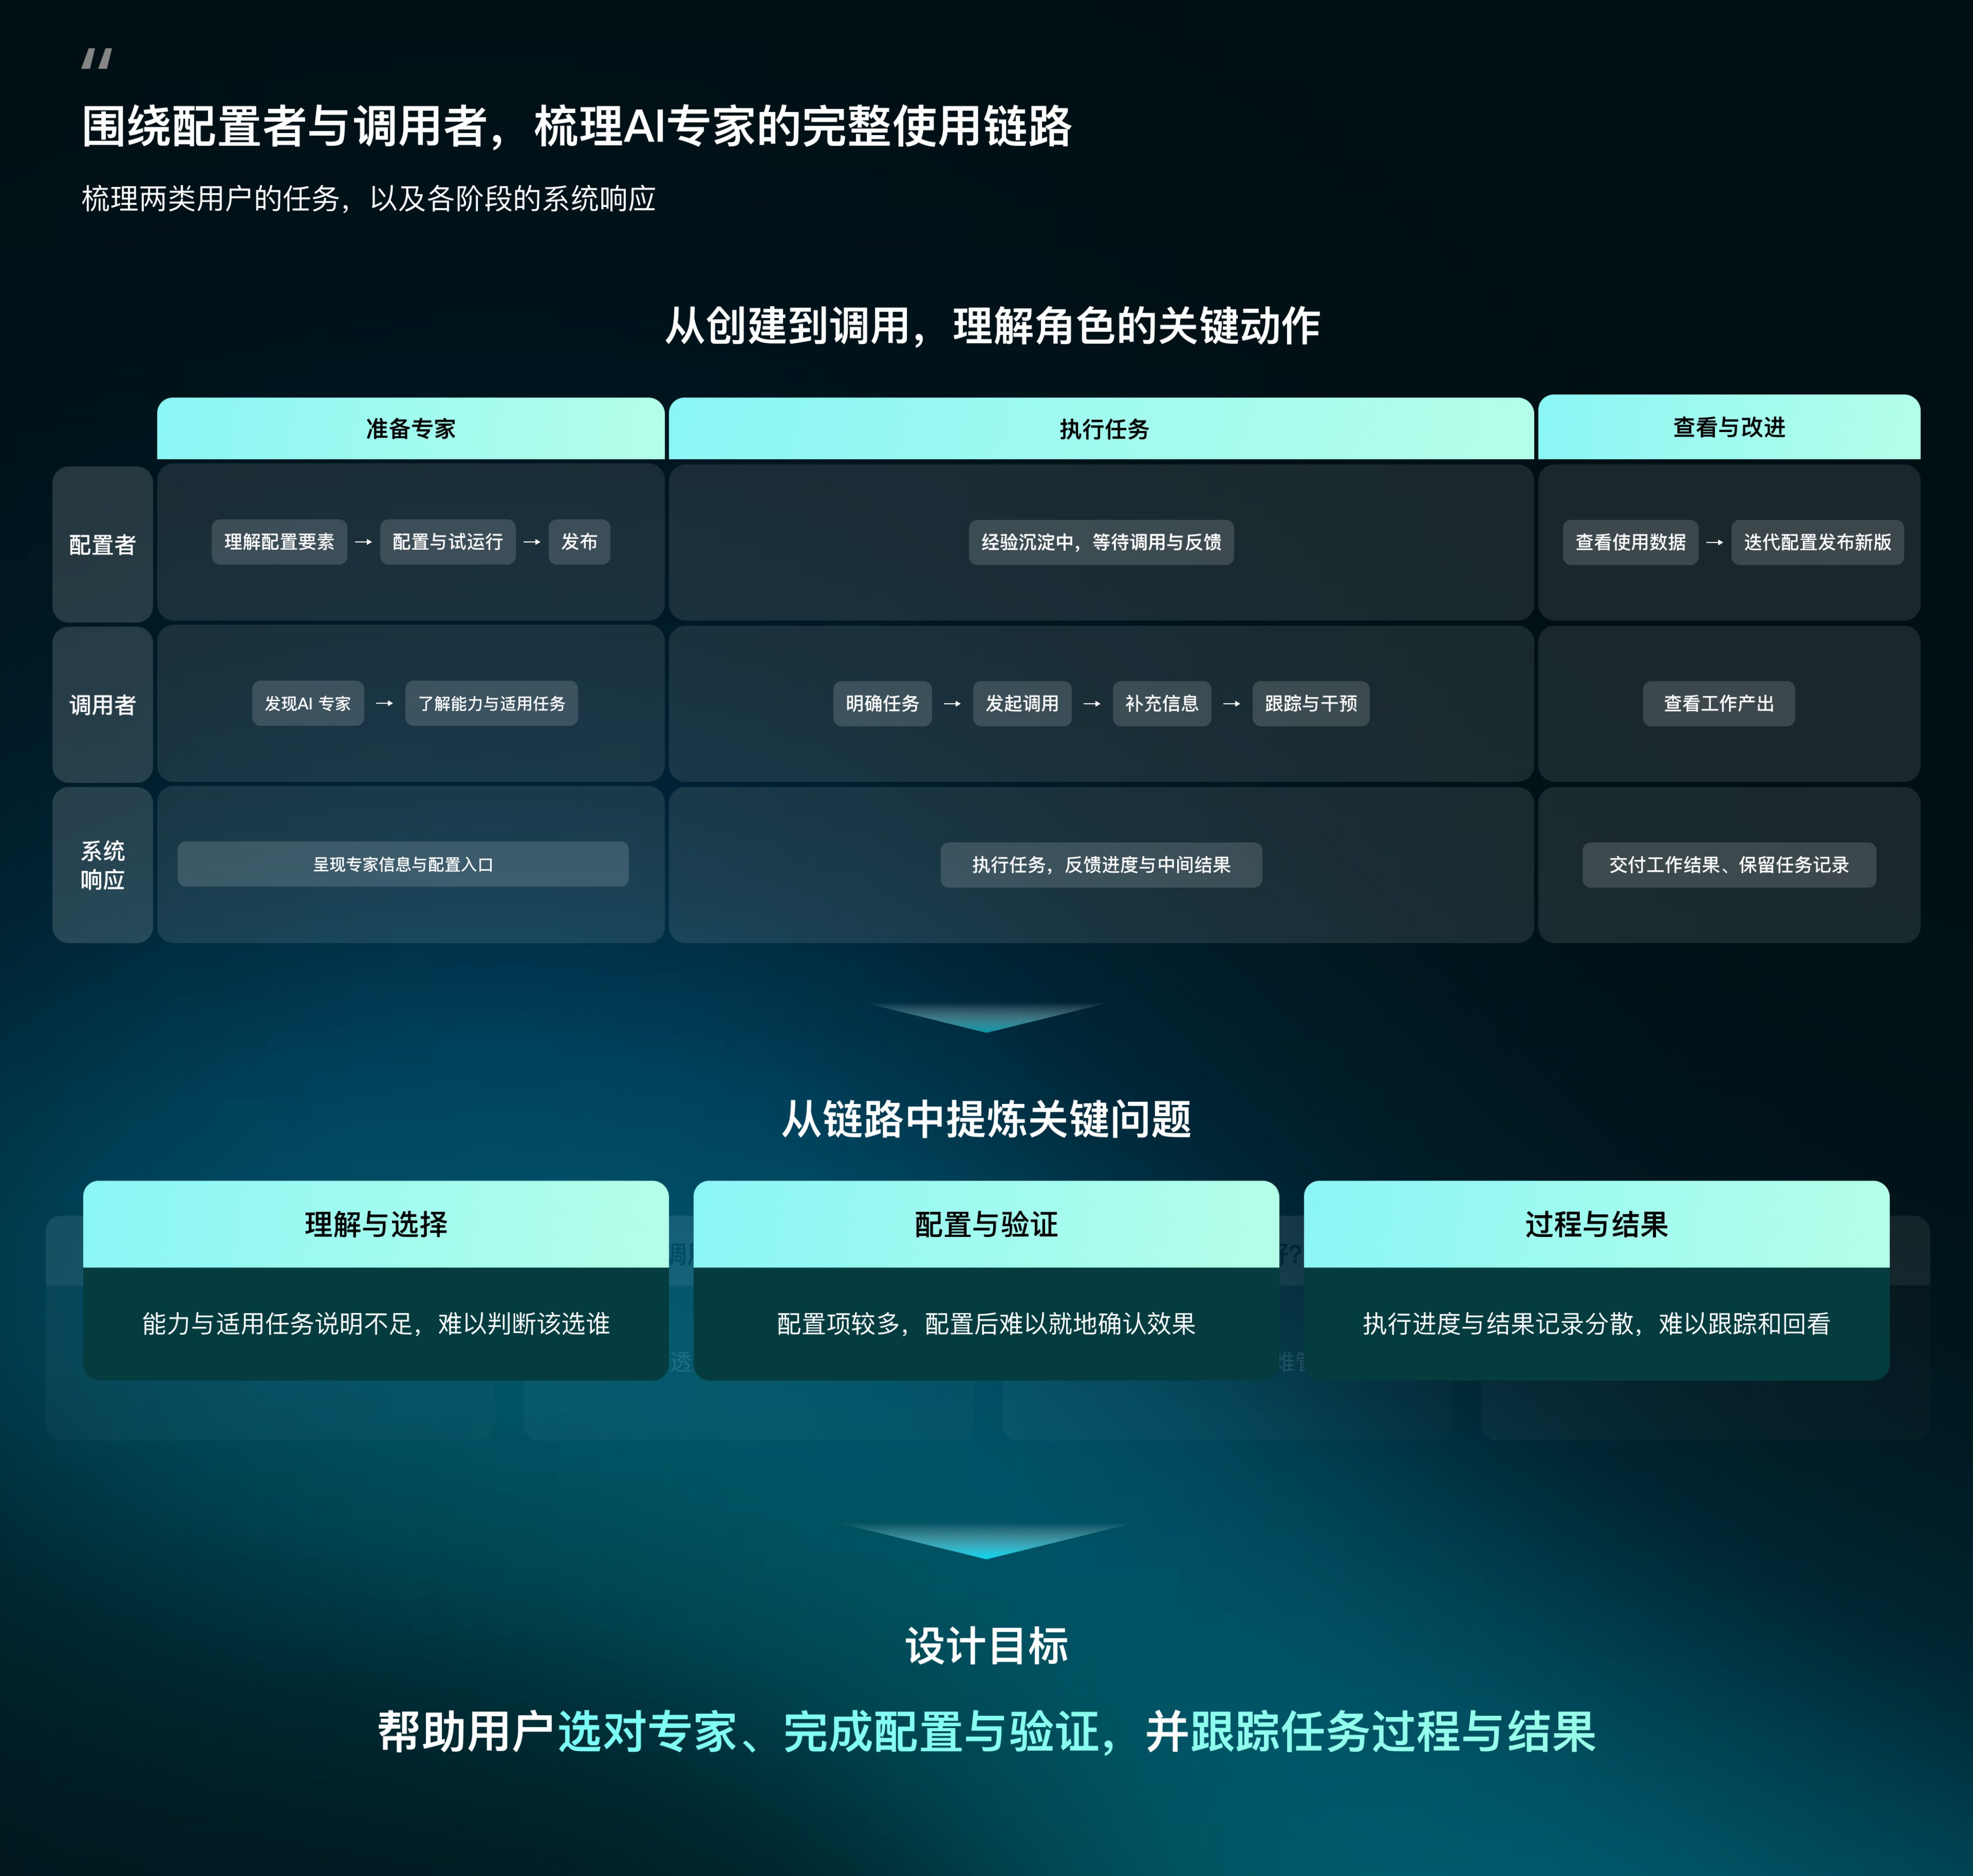 围绕配置者与调用者，梳理AI专家的完整使用链路
梳理两类用户的任务，以及各阶段的系统响应
从创建到调用，理解角色的关键动作
准备专家
执行任务
查看与改进
配置者
理解配置要素 → 配置与试运行 → 发布
经验沉淀中，等待调用与反馈
查看使用数据 → 迭代配置发布新版
调用者
发现AI 专家 → 了解能力与适用任务
明确任务 → 发起调用 → 补充信息 → 跟踪与干预
查看工作产出
系统
响应
呈现专家信息与配置入口
执行任务，反馈进度与中间结果
交付工作结果、保留任务记录
从链路中提炼关键问题
理解与选择
能力与适用任务说明不足，难以判断该选谁
配置与验证
配置项较多，配置后难以就地确认效果
过程与结果
执行进度与结果记录分散，难以跟踪和回看
设计目标
帮助用户选对专家、完成配置与验证，并跟踪任务过程与结果